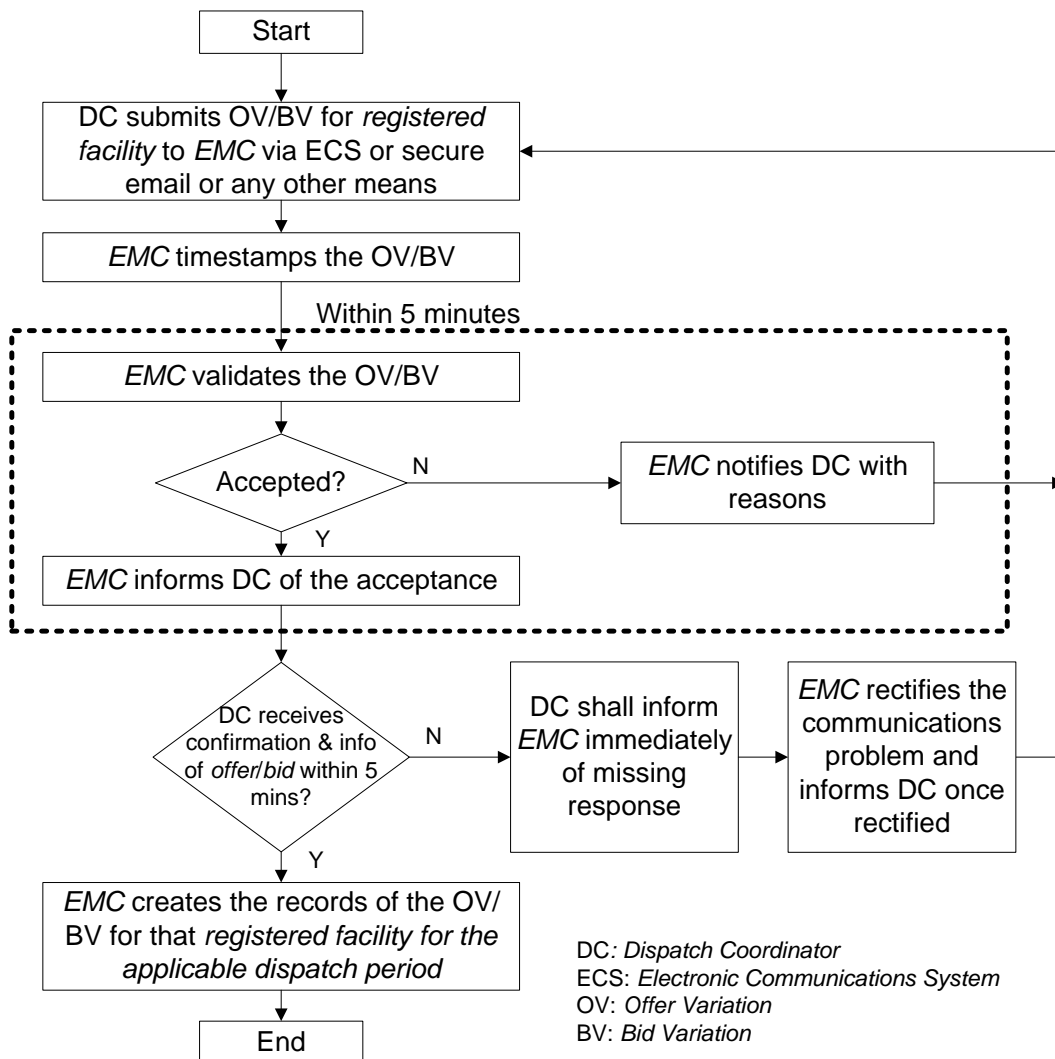 Start
DC submits OV/BV for registered
facility to EMC via ECS or secure
email or any other means
EMC timestamps the OV/BV
Within 5 minutes
EMC validates the OV/BV
Accepted?
N
EMC notifies DC with
reasons
Y
EMC informs DC of the acceptance
DC receives
confirmation & info
of offer/bid within 5
mins?
N
DC shall inform
EMC immediately
of missing
response
EMC rectifies the
communications
problem and
informs DC once
rectified
Y
EMC creates the records of the OV/
BV for that registered facility for the
applicable dispatch period
End
DC: Dispatch Coordinator
ECS: Electronic Communications System
OV: Offer Variation
BV: Bid Variation